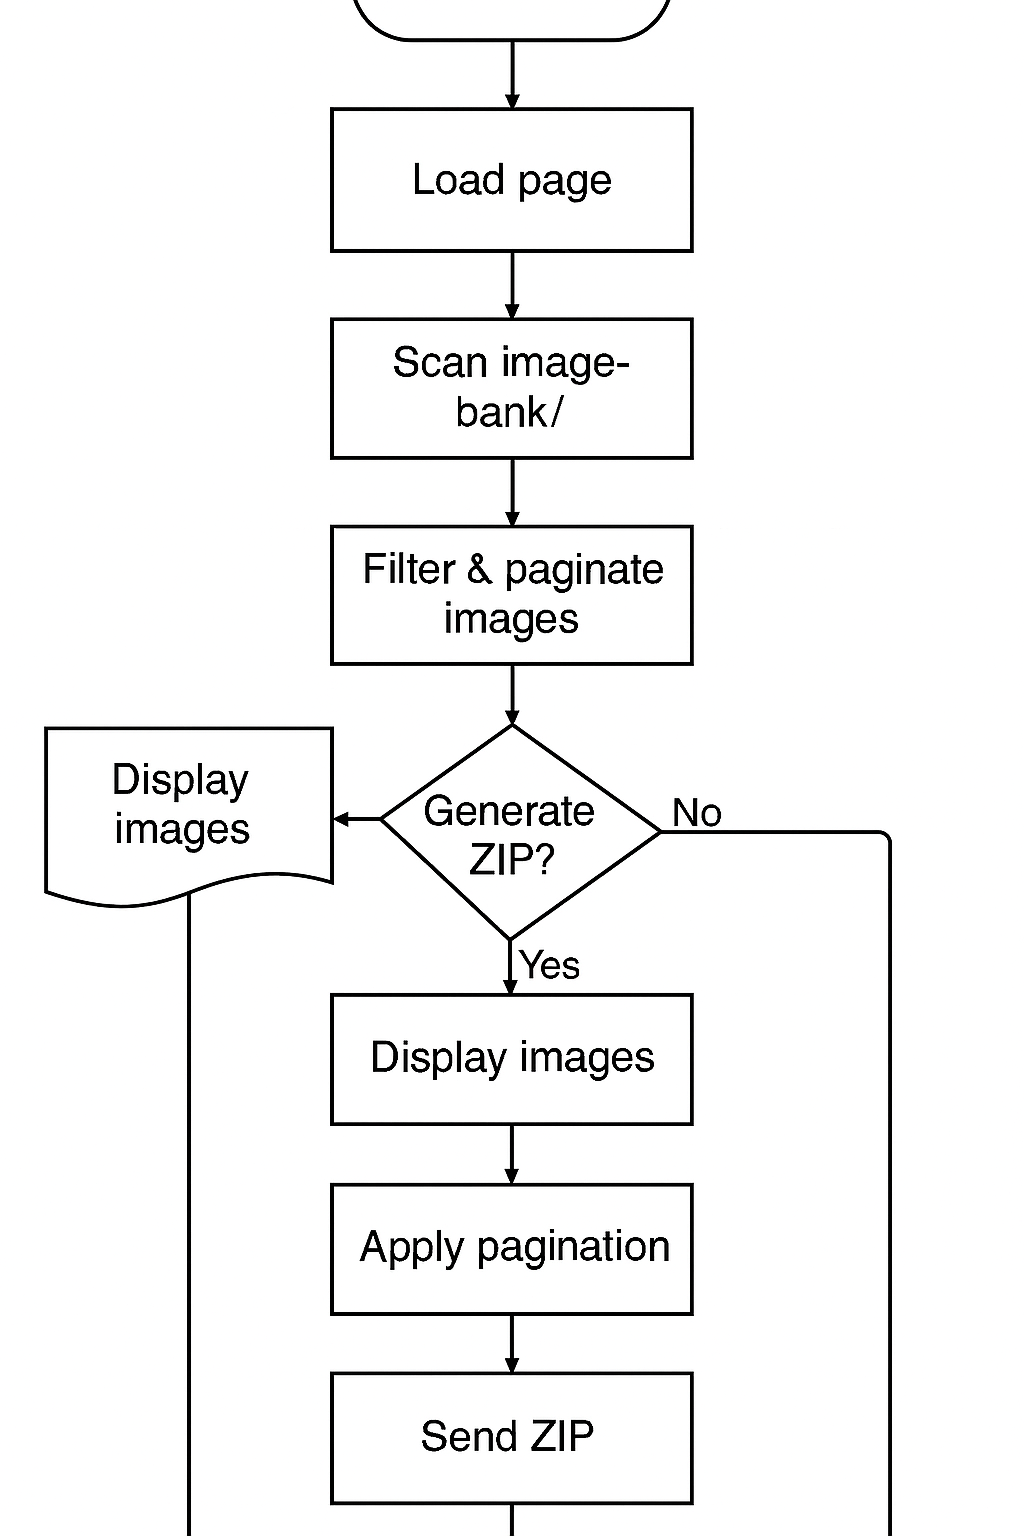 Load page
Scan image-
bank/
Filter & paginate
images
Display
images
Generate
ZIP?
No
Yes
Display images
Apply pagination
Send ZIP